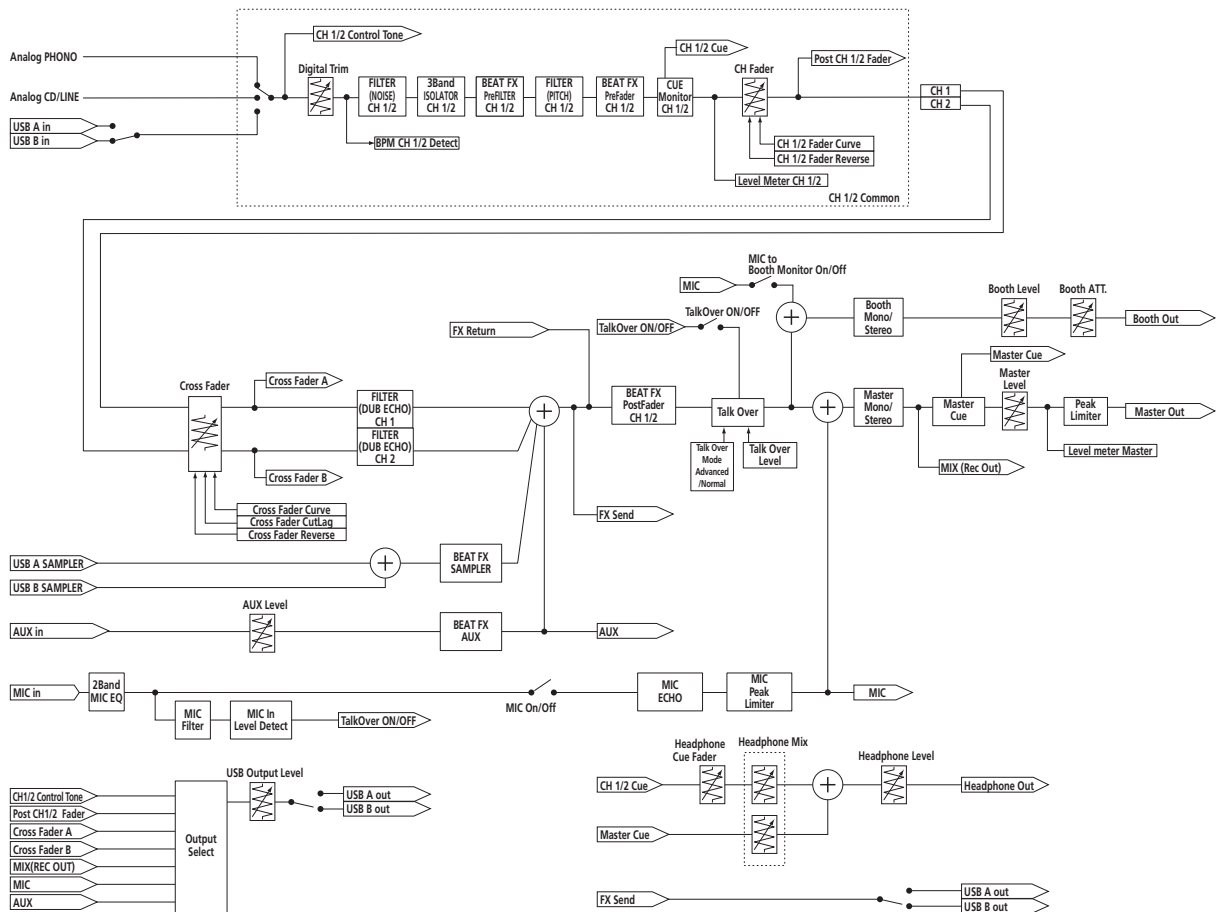 CH 1/2 Control Tone
Analog PHONO
Analog CD/LINE
USB A in
USB B in
Digital Trim
FILTER
(NOISE)
CH 1/2
3Band
ISOLATOR
CH 1/2
BEAT FX
PreFILTER
CH 1/2
FILTER
(PITCH)
CH 1/2
BEAT FX
PreFader
CH 1/2
CH 1/2 Cue
CUE
Monitor
CH 1/2
CH Fader
Post CH 1/2 Fader
CH 1
CH 2
BPM CH 1/2 Detect
CH 1/2 Fader Curve
CH 1/2 Fader Reverse
Level Meter CH 1/2
CH 1/2 Common
MIC to
Booth Monitor On/Off
MIC
Booth
Mono/
Stereo
Booth Level
Booth ATT.
Booth Out
FX Return
TalkOver ON/OFF
TalkOver ON/OFF
Cross Fader
Cross Fader A
FILTER
(DUB ECHO)
CH 1
FILTER
(DUB ECHO)
CH 2
Cross Fader B
Cross Fader Curve
Cross Fader CutLag
Cross Fader Reverse
BEAT FX
PostFader
CH 1/2
Talk Over
Talk Over
Mode
Advanced
/Normal
Talk Over
Level
Master
Mono/
Stereo
Master Cue
Master
Cue
Master
Level
Peak
Limiter
Master Out
Level meter Master
MIX (Rec Out)
FX Send
USB A SAMPLER
USB B SAMPLER
BEAT FX
SAMPLER
AUX Level
AUX in
BEAT FX
AUX
AUX
MIC in
2Band
MIC EQ
MIC
Filter
MIC In
Level Detect
TalkOver ON/OFF
MIC On/Off
MIC
ECHO
MIC
Peak
Limiter
MIC
CH1/2 Control Tone
Post CH1/2 Fader
Cross Fader A
Cross Fader B
MIX(REC OUT)
MIC
AUX
Output
Select
USB Output Level
USB A out
USB B out
Headphone
Cue Fader
Headphone Mix
Headphone Level
CH 1/2 Cue
Headphone Out
Master Cue
FX Send
USB A out
USB B out